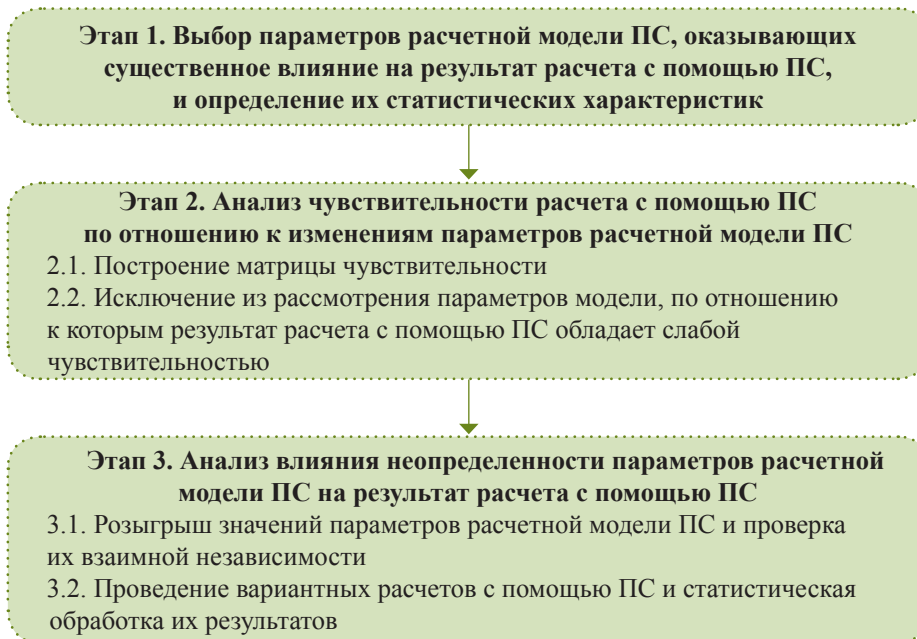 Этап 1. Выбор параметров расчетной модели ПС, оказывающих
существенное влияние на результат расчета с помощью ПС,
и определение их статистических характеристик
Этап 2. Анализ чувствительности расчета с помощью ПС
по отношению к изменениям параметров расчетной модели ПС
2.1. Построение матрицы чувствительности
2.2. Исключение из рассмотрения параметров модели, по отношению
к которым результат расчета с помощью ПС обладает слабой
чувствительностью
Этап 3. Анализ влияния неопределенности параметров расчетной
модели ПС на результат расчета с помощью ПС
3.1. Розыгрыш значений параметров расчетной модели ПС и проверка
их взаимной независимости
3.2. Проведение вариантных расчетов с помощью ПС и статистическая
обработка их результатов